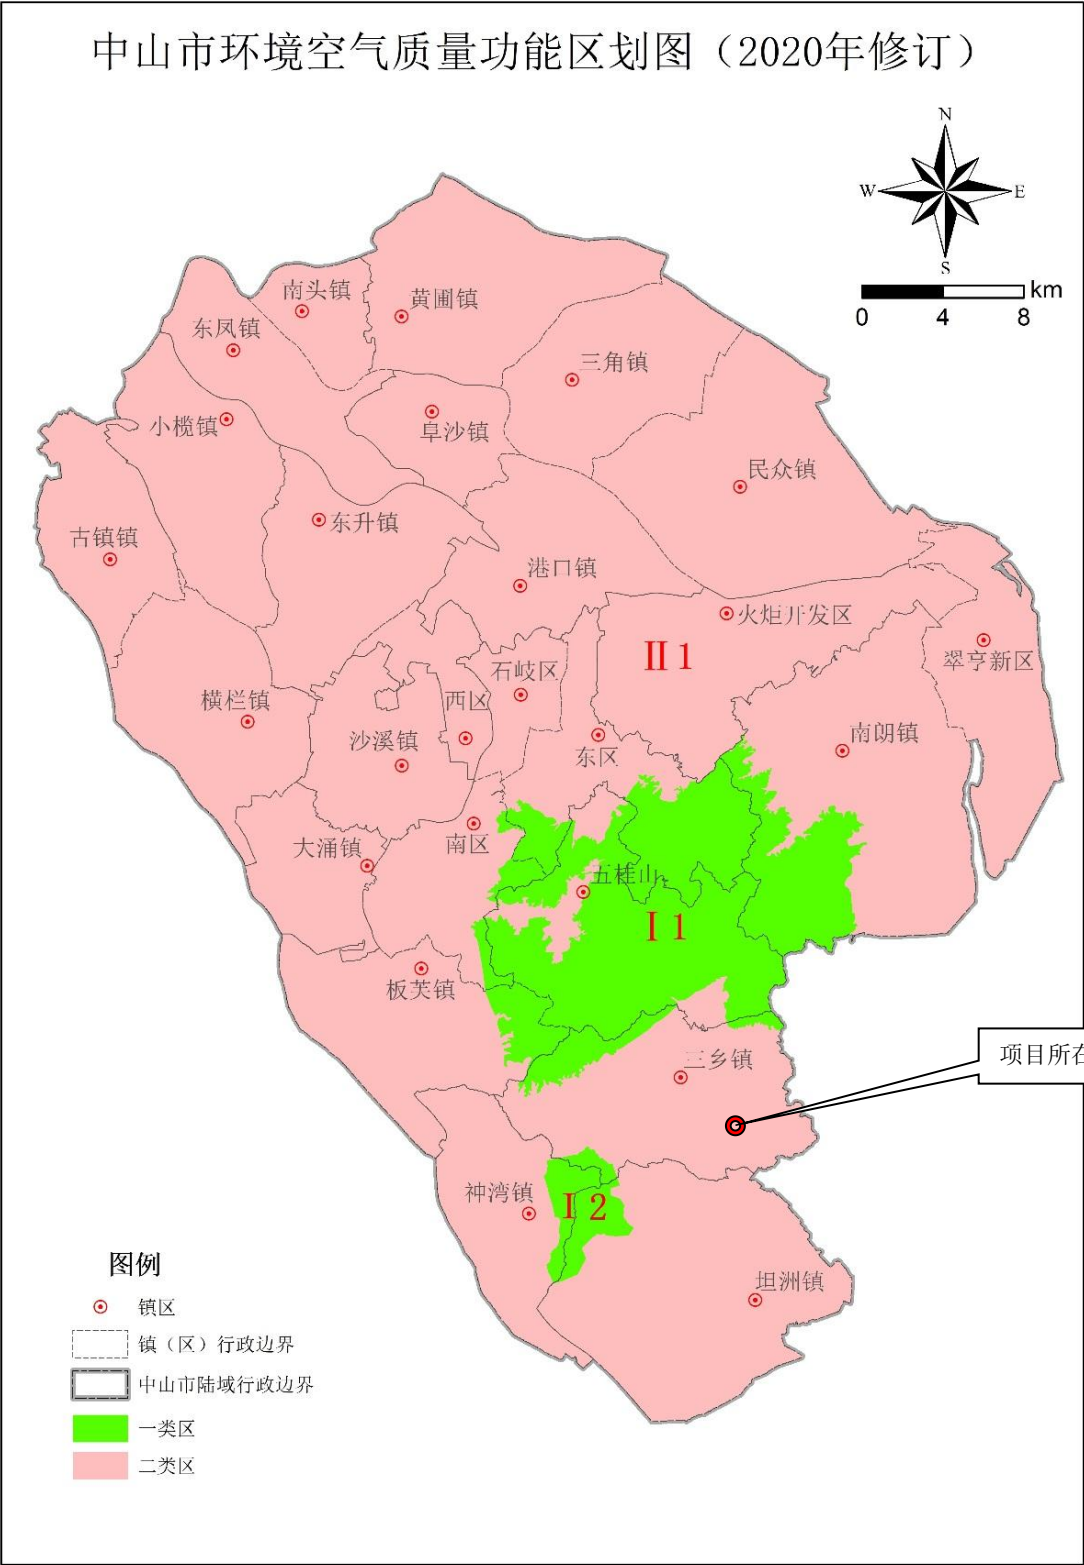 中山市环境空气质量功能区划图（2020年修订）
N
W
E
S
km
0 4 8
南头镇
黄圃镇
东凤镇
三角镇
小榄镇
阜沙镇
民众镇
东升镇
古镇镇
港口镇
火炬开发区
Ⅱ1
翠亨新区
石岐区
西区
横栏镇
沙溪镇
东区
南朗镇
南区
大涌镇
五桂山
Ⅰ1
板芙镇
三乡镇
项目所在
神湾镇
Ⅰ2
坦洲镇
图例
镇区
镇（区）行政边界
中山市陆域行政边界
一类区
二类区